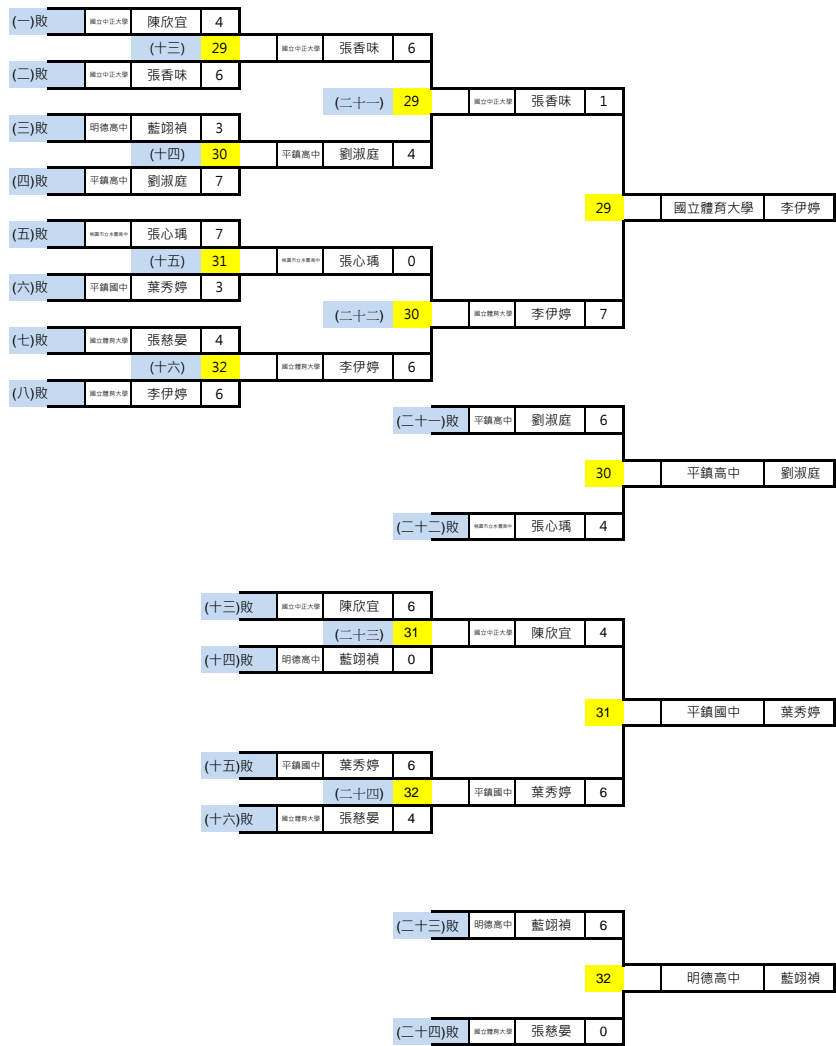 (一)敗 國立中正大學 陳欣宜 4
(十三) 29 國立中正大學 張香味 6
(二)敗 國立中正大學 張香味 6
(二十一) 29 國立中正大學 張香味 1
(三)敗 明德高中 藍翊禎 3
(十四) 30 平鎮高中 劉淑庭 4
(四)敗 平鎮高中 劉淑庭 7
29 國立體育大學 李伊婷
(五)敗 張心瑀 7
(十五) 31 張心瑀 0
(六)敗 平鎮國中 葉秀婷 3
(二十二) 30 國立體育大學 李伊婷 7
(七)敗 國立體育大學 張慈晏 4
(十六) 32 國立體育大學 李伊婷 6
(八)敗 國立體育大學 李伊婷 6
(二十一)敗 平鎮高中 劉淑庭 6
30 平鎮高中 劉淑庭
(二十二)敗 張心瑀 4
(十三)敗 國立中正大學 陳欣宜 6
(二十三) 31 國立中正大學 陳欣宜 4
(十四)敗 明德高中 藍翊禎 0
31 平鎮國中 葉秀婷
(十五)敗 平鎮國中 葉秀婷 6
(二十四) 32 平鎮國中 葉秀婷 6
(十六)敗 國立體育大學 張慈晏 4
(二十三)敗 明德高中 藍翊禎 6
32 明德高中 藍翊禎
(二十四)敗 國立體育大學 張慈晏 0